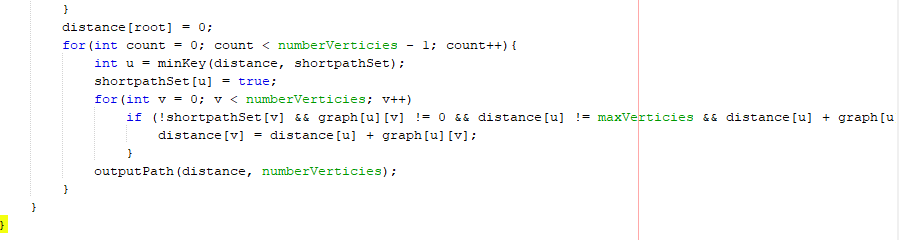 }
distance[root] = 0;
for(int count = 0; count < numberVerticies - 1; count++){
int u = minKey(distance, shortpathSet);
shortpathSet[u] = true;
for(int v = 0; v < numberVerticies; v++)
if (!shortpathSet[v] && graph[u][v] != 0 && distance[u] != maxVerticies && distance[u] + graph[u
distance[v] = distance[u] + graph[u][v];
}
outputPath(distance, numberVerticies);
}
}
}